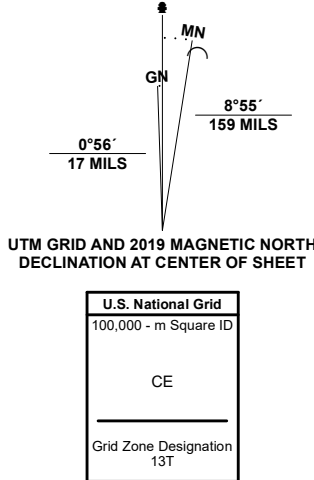 MN
GN
8°55´
159 MILS
0°56´
17 MILS
UTM GRID AND 2019 MAGNETIC NORTH
DECLINATION AT CENTER OF SHEET
U.S. National Grid
100,000 - m Square ID
CE
Grid Zone Designation
13T